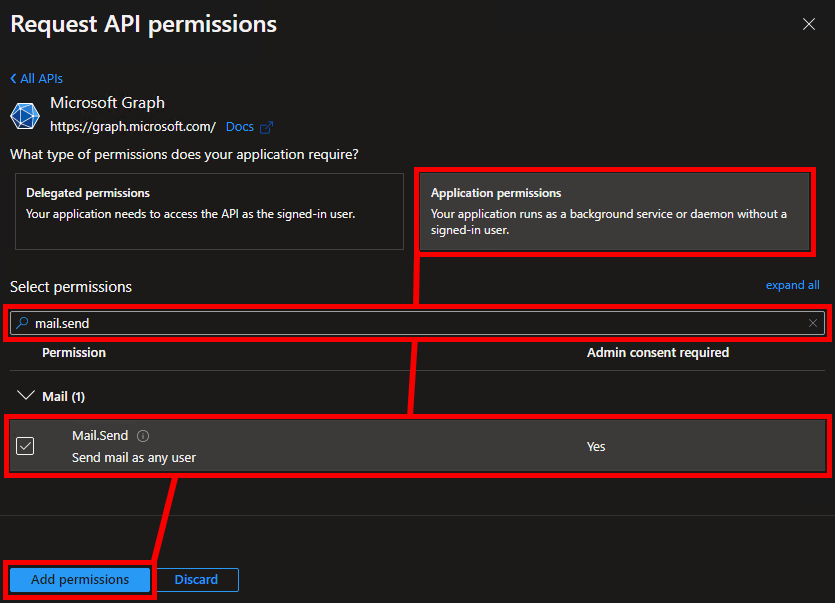 Request API permissions
All APIs
Microsoft Graph
https://graph.microsoft.com/ Docs
What type of permissions does your application require?
Delegated permissions
Your application needs to access the API as the signed-in user.
Application permissions
Your application runs as a background service or daemon without a
signed-in user.
Select permissions
expand all
mail.send
Permission Admin consent required
Mail (1)
Mail.Send
Send mail as any user
Yes
Add permissions Discard